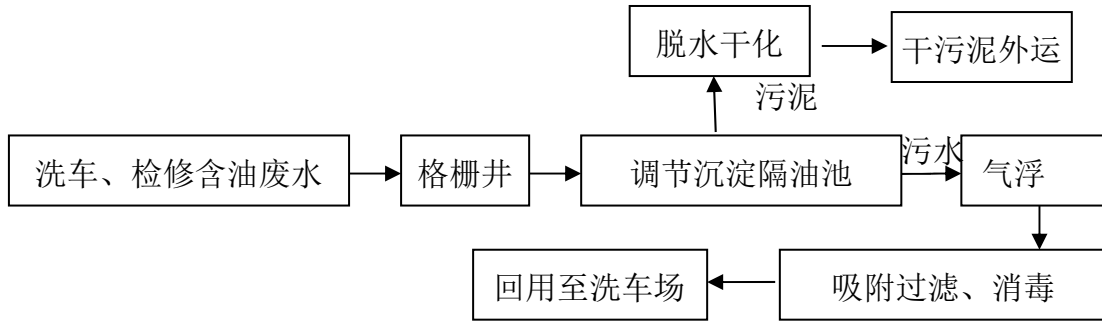 脱水干化
干污泥外运
污泥
洗车、检修含油废水
格栅井
调节沉淀隔油池
污水
气浮
回用至洗车场
吸附过滤、消毒